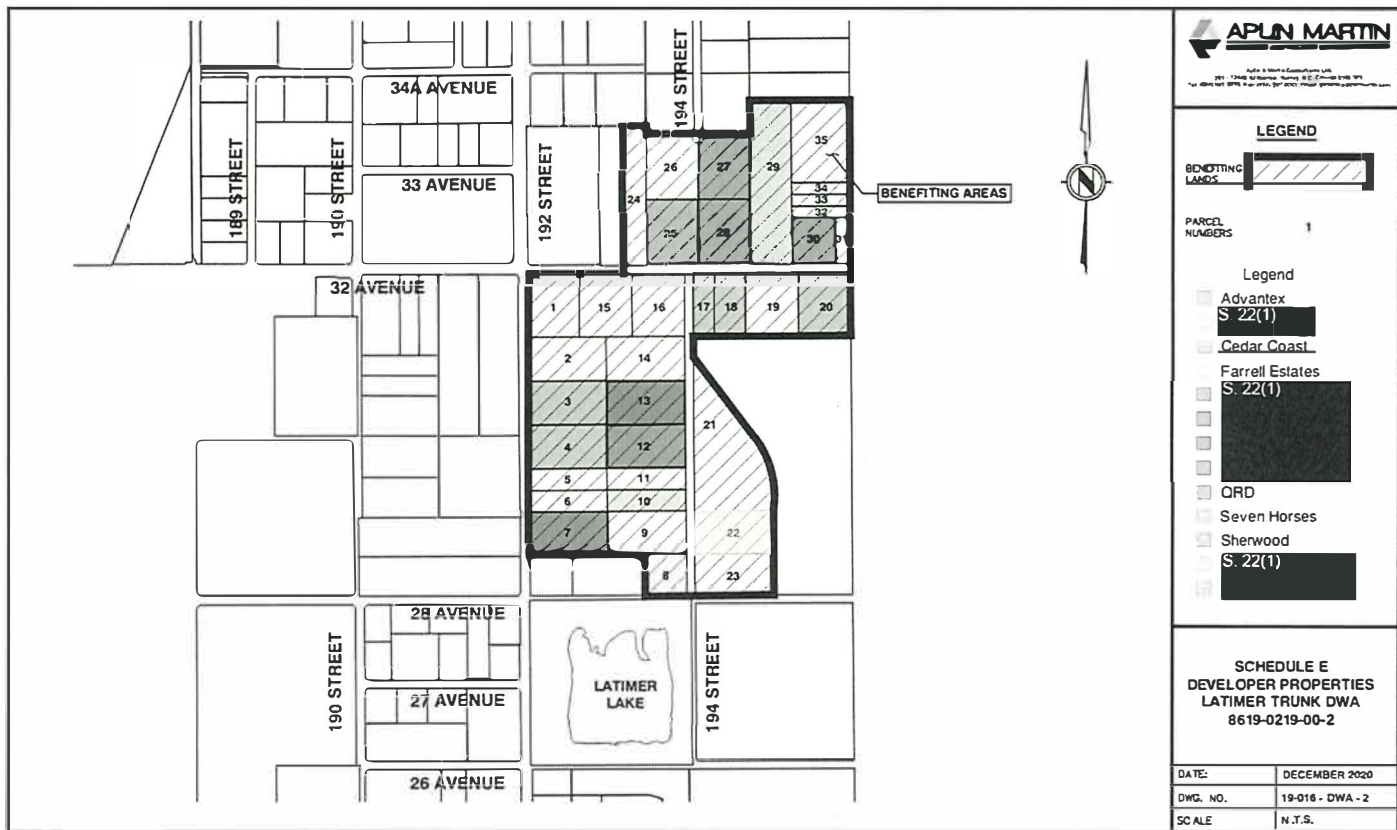 34A AVENUE
194 STREET
33 AVENUE
189 STREET
190 STREET
192 STREET
32 AVENUE
24
26
27
25
28
29
35
34
33
32
30
BENEFITING AREAS
1
15
16
17
18
19
20
2
14
3
13
4
12
5
11
6
10
7
9
8
21
22
23
28 AVENUE
190 STREET
27 AVENUE
LATIMER
LAKE
194 STREET
26 AVENUE
N
APLIN MARTIN
LEGEND
BENEFITTING
LANDS
PARCEL
NUMBERS
1
Legend
Advantex
S. 22(1)
Cedar Coast
Farrell Estates
S. 22(1)
QRD
Seven Horses
Sherwood
S. 22(1)
SCHEDULE E
DEVELOPER PROPERTIES
LATIMER TRUNK DWA
8619-0219-00-2
DATE: DECEMBER 2020
DWG. NO. 19-016 - DWA - 2
SCALE N.T.S.